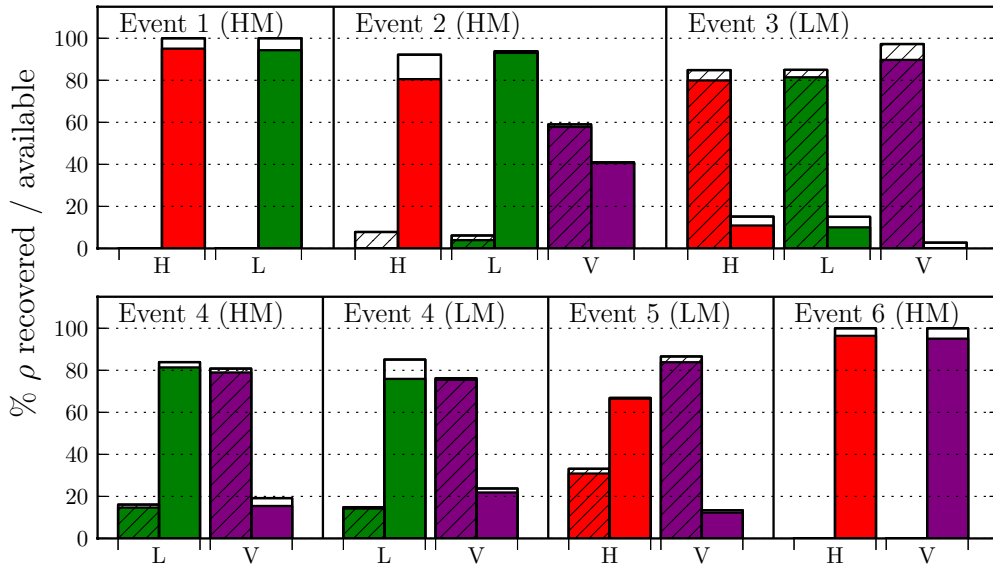 % ρ recovered / available
Event 1 (HM) Event 2 (HM) Event 3 (LM)
100
80
60
40
20
0
H L H L V H L V
Event 4 (HM) Event 4 (LM) Event 5 (LM) Event 6 (HM)
100
80
60
40
20
0
L V L V H V H V